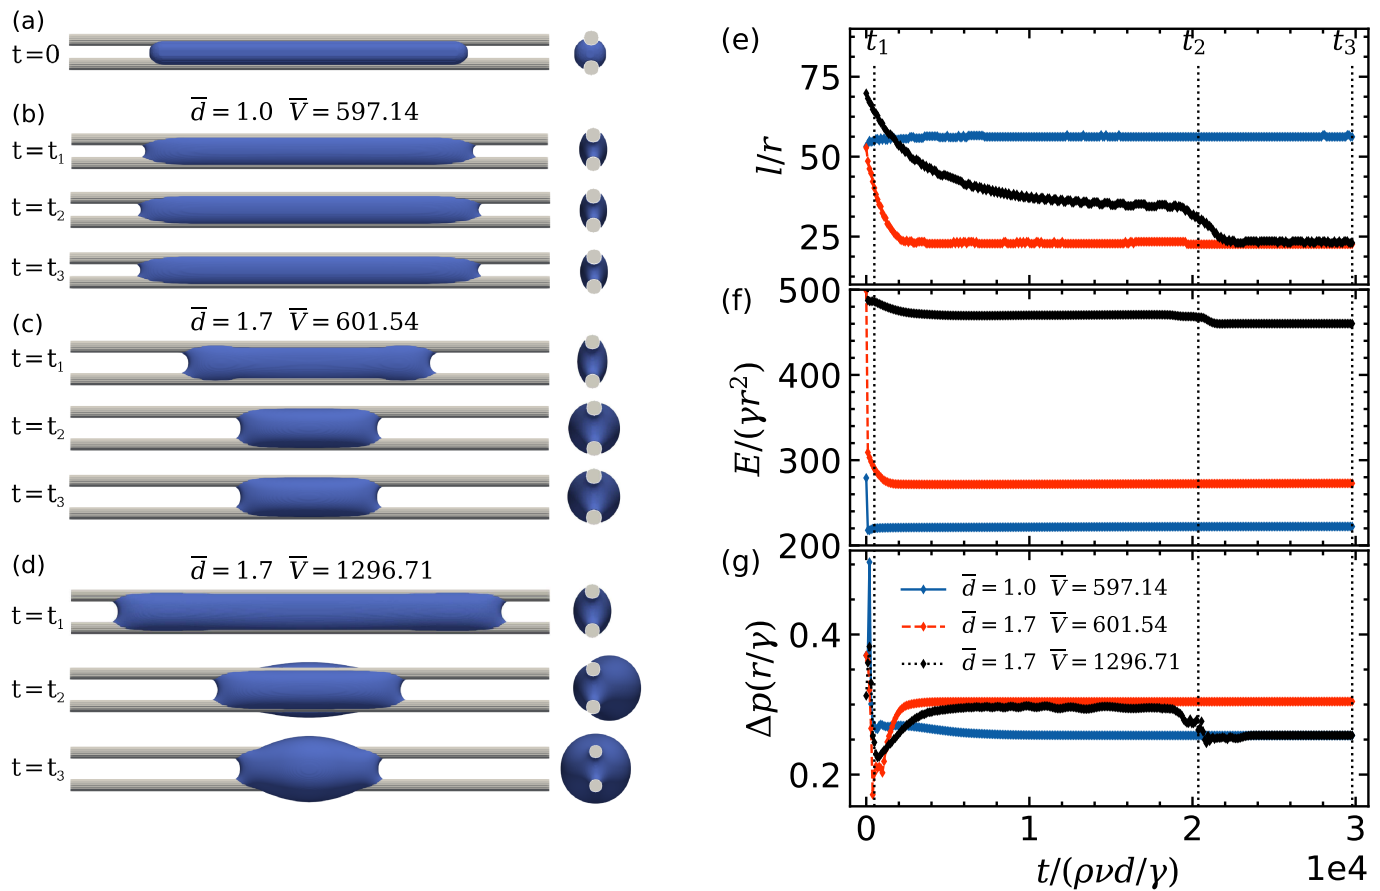 (a)
t=0
(b)
d̅=1.0 V̅=597.14
t=t₁
t=t₂
t=t₃
(c)
d̅=1.7 V̅=601.54
t=t₁
t=t₂
t=t₃
(d)
d̅=1.7 V̅=1296.71
t=t₁
t=t₂
t=t₃
(e)
t₁ t₂ t₃
75
50
25
l/r
(f)
500
400
300
200
E/(γr²)
(g)
d̅=1.0 V̅=597.14
d̅=1.7 V̅=601.54
d̅=1.7 V̅=1296.71
0.4
0.2
Δp(r/γ)
0 1 2 3
1e4
t/(ρνd/γ)